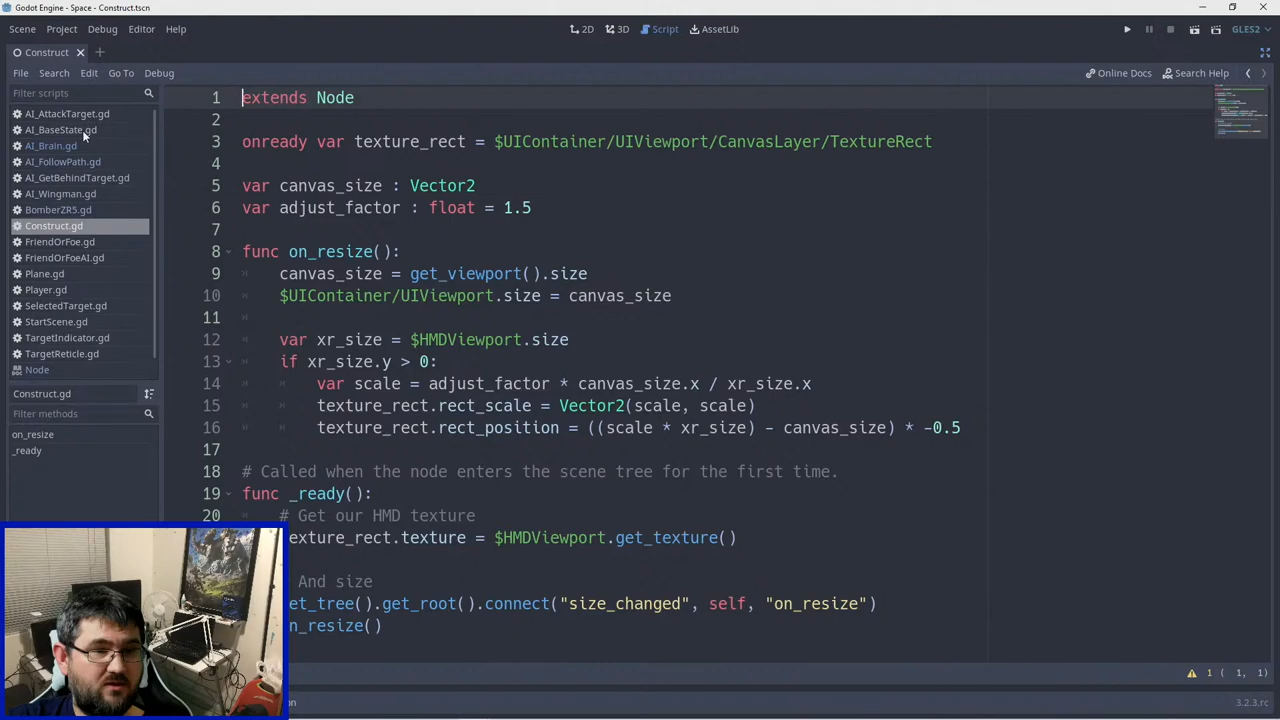 Godot Engine - Space - Construct.tscn
Scene Project Debug Editor Help
2D 3D Script AssetLib
GLES2
Construct
File Search Edit Go To Debug
Online Docs Search Help
Filter scripts
AI_AttackTarget.gd
AI_BaseState.gd
AI_Brain.gd
AI_FollowPath.gd
AI_GetBehindTarget.gd
AI_Wingman.gd
BomberZR5.gd
Construct.gd
FriendOrFoe.gd
FriendOrFoeAI.gd
Plane.gd
Player.gd
SelectedTarget.gd
StartScene.gd
TargetIndicator.gd
TargetReticle.gd
Node
Construct.gd
Filter methods
on_resize
_ready
1 extends Node
2
3 onready var texture_rect = $UIContainer/UIViewport/CanvasLayer/TextureRect
4
5 var canvas_size : Vector2
6 var adjust_factor : float = 1.5
7
8 func on_resize():
9 canvas_size = get_viewport().size
10 $UIContainer/UIViewport.size = canvas_size
11
12 var xr_size = $HMDViewport.size
13 if xr_size.y > 0:
14 var scale = adjust_factor * canvas_size.x / xr_size.x
15 texture_rect.rect_scale = Vector2(scale, scale)
16 texture_rect.rect_position = ((scale * xr_size) - canvas_size) * -0.5
17
18 # Called when the node enters the scene tree for the first time.
19 func _ready():
20 # Get our HMD texture
exture_rect.texture = $HMDViewport.get_texture()
And size
et_tree().get_root().connect("size_changed", self, "on_resize")
n_resize()
1 ( 1, 1)
on
3.2.3.rc